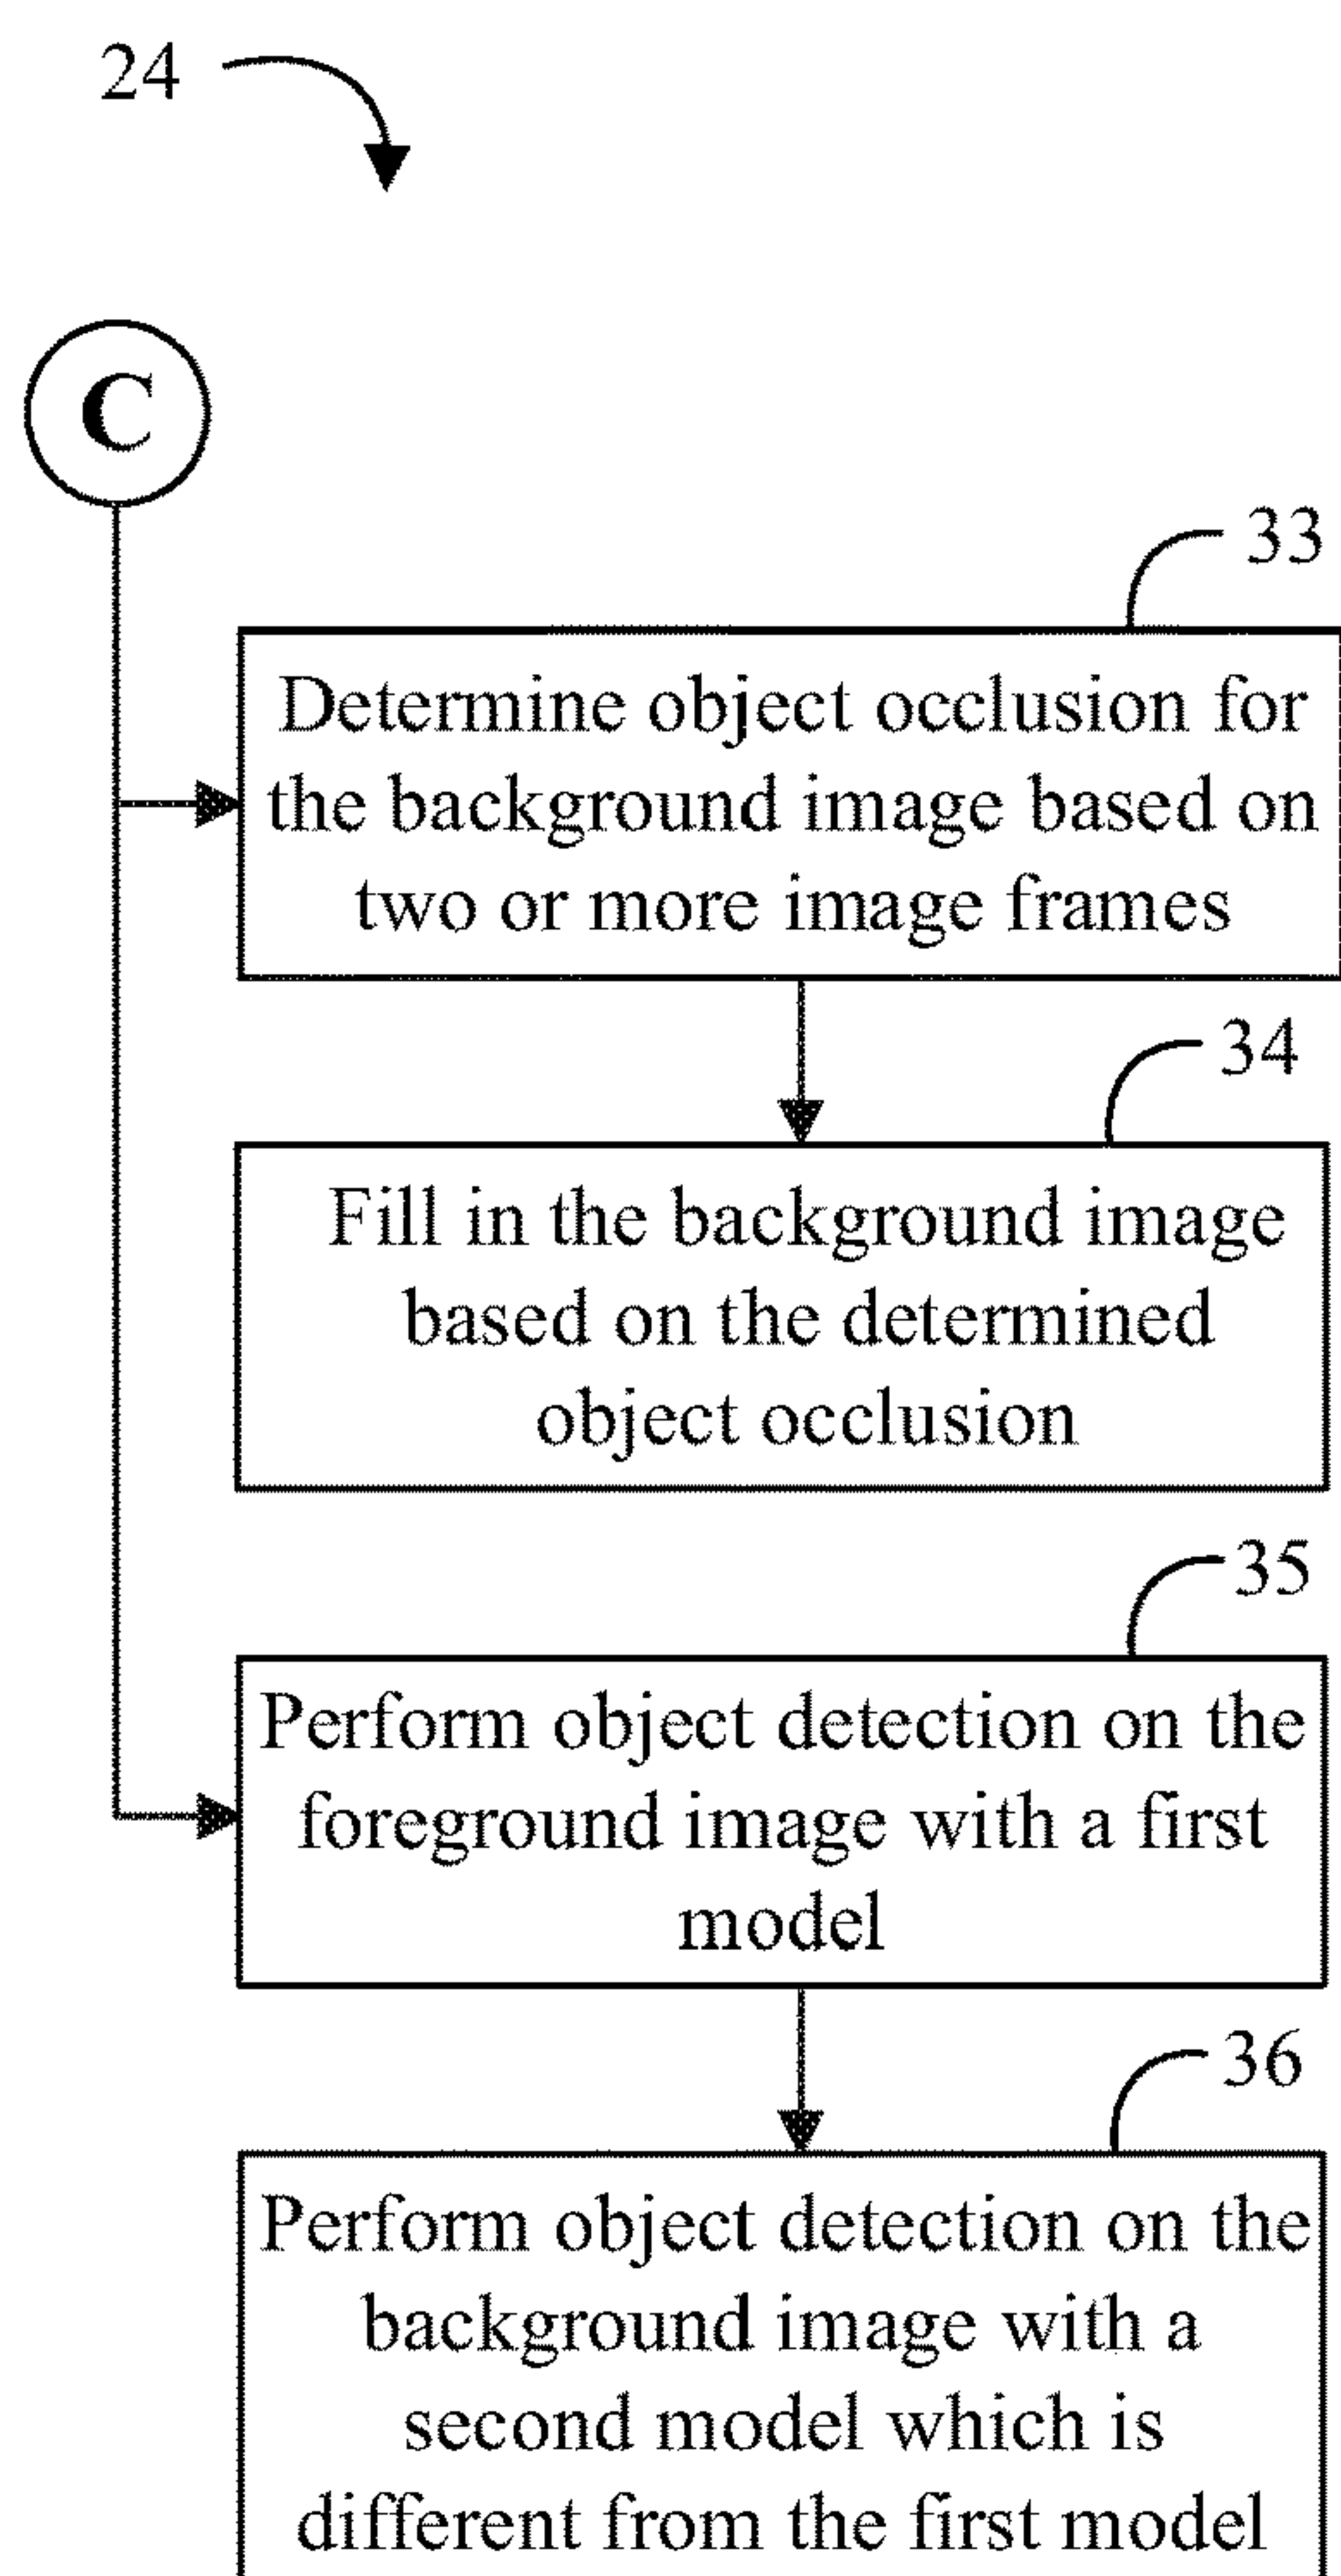 24
C
33
Determine object occlusion for
the background image based on
two or more image frames
34
Fill in the background image
based on the determined
object occlusion
35
Perform object detection on the
foreground image with a first
model
36
Perform object detection on the
background image with a
second model which is
different from the first model